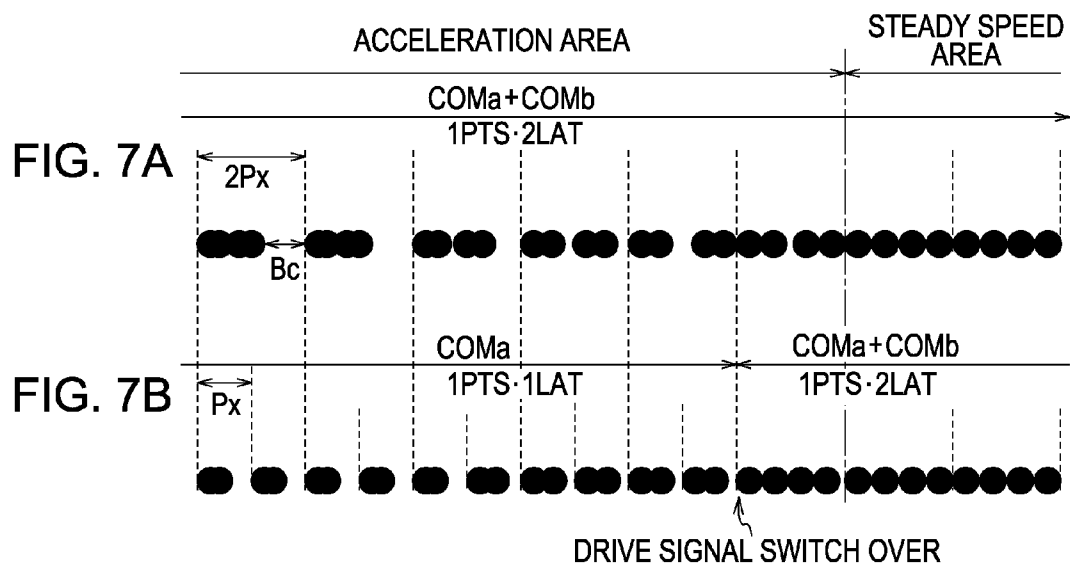 ACCELERATION AREA
STEADY SPEED
AREA
COMa+COMb
1PTS·2LAT
FIG. 7A
2Px
Bc
COMa
COMa+COMb
1PTS·1LAT
1PTS·2LAT
FIG. 7B
Px
DRIVE SIGNAL SWITCH OVER